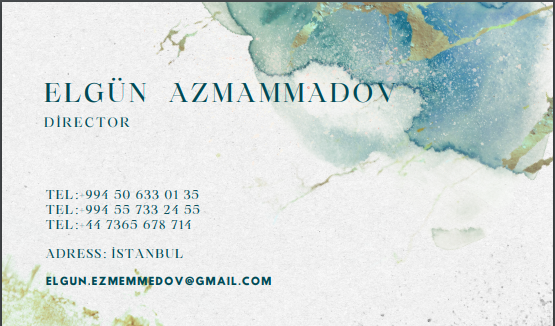 ELGÜN AZMAMMADOV
DİRECTOR
TEL:+994 50 633 01 35
TEL:+994 55 733 24 55
TEL:+44 7365 678 714
ADRESS: İSTANBUL
ELGUN.EZMEMMEDOV@GMAIL.COM